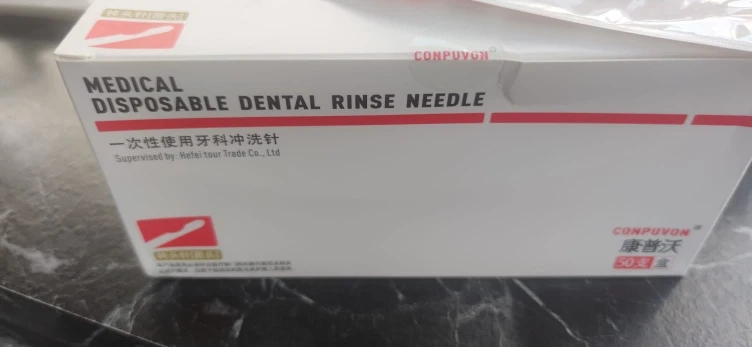 CONPUVON
MEDICAL
DISPOSABLE DENTAL RINSE NEEDLE
一次性使用牙科冲洗针
Supervised by: Hefei tour Trade Co., Ltd
CONPUVON
康普沃
50支 盒